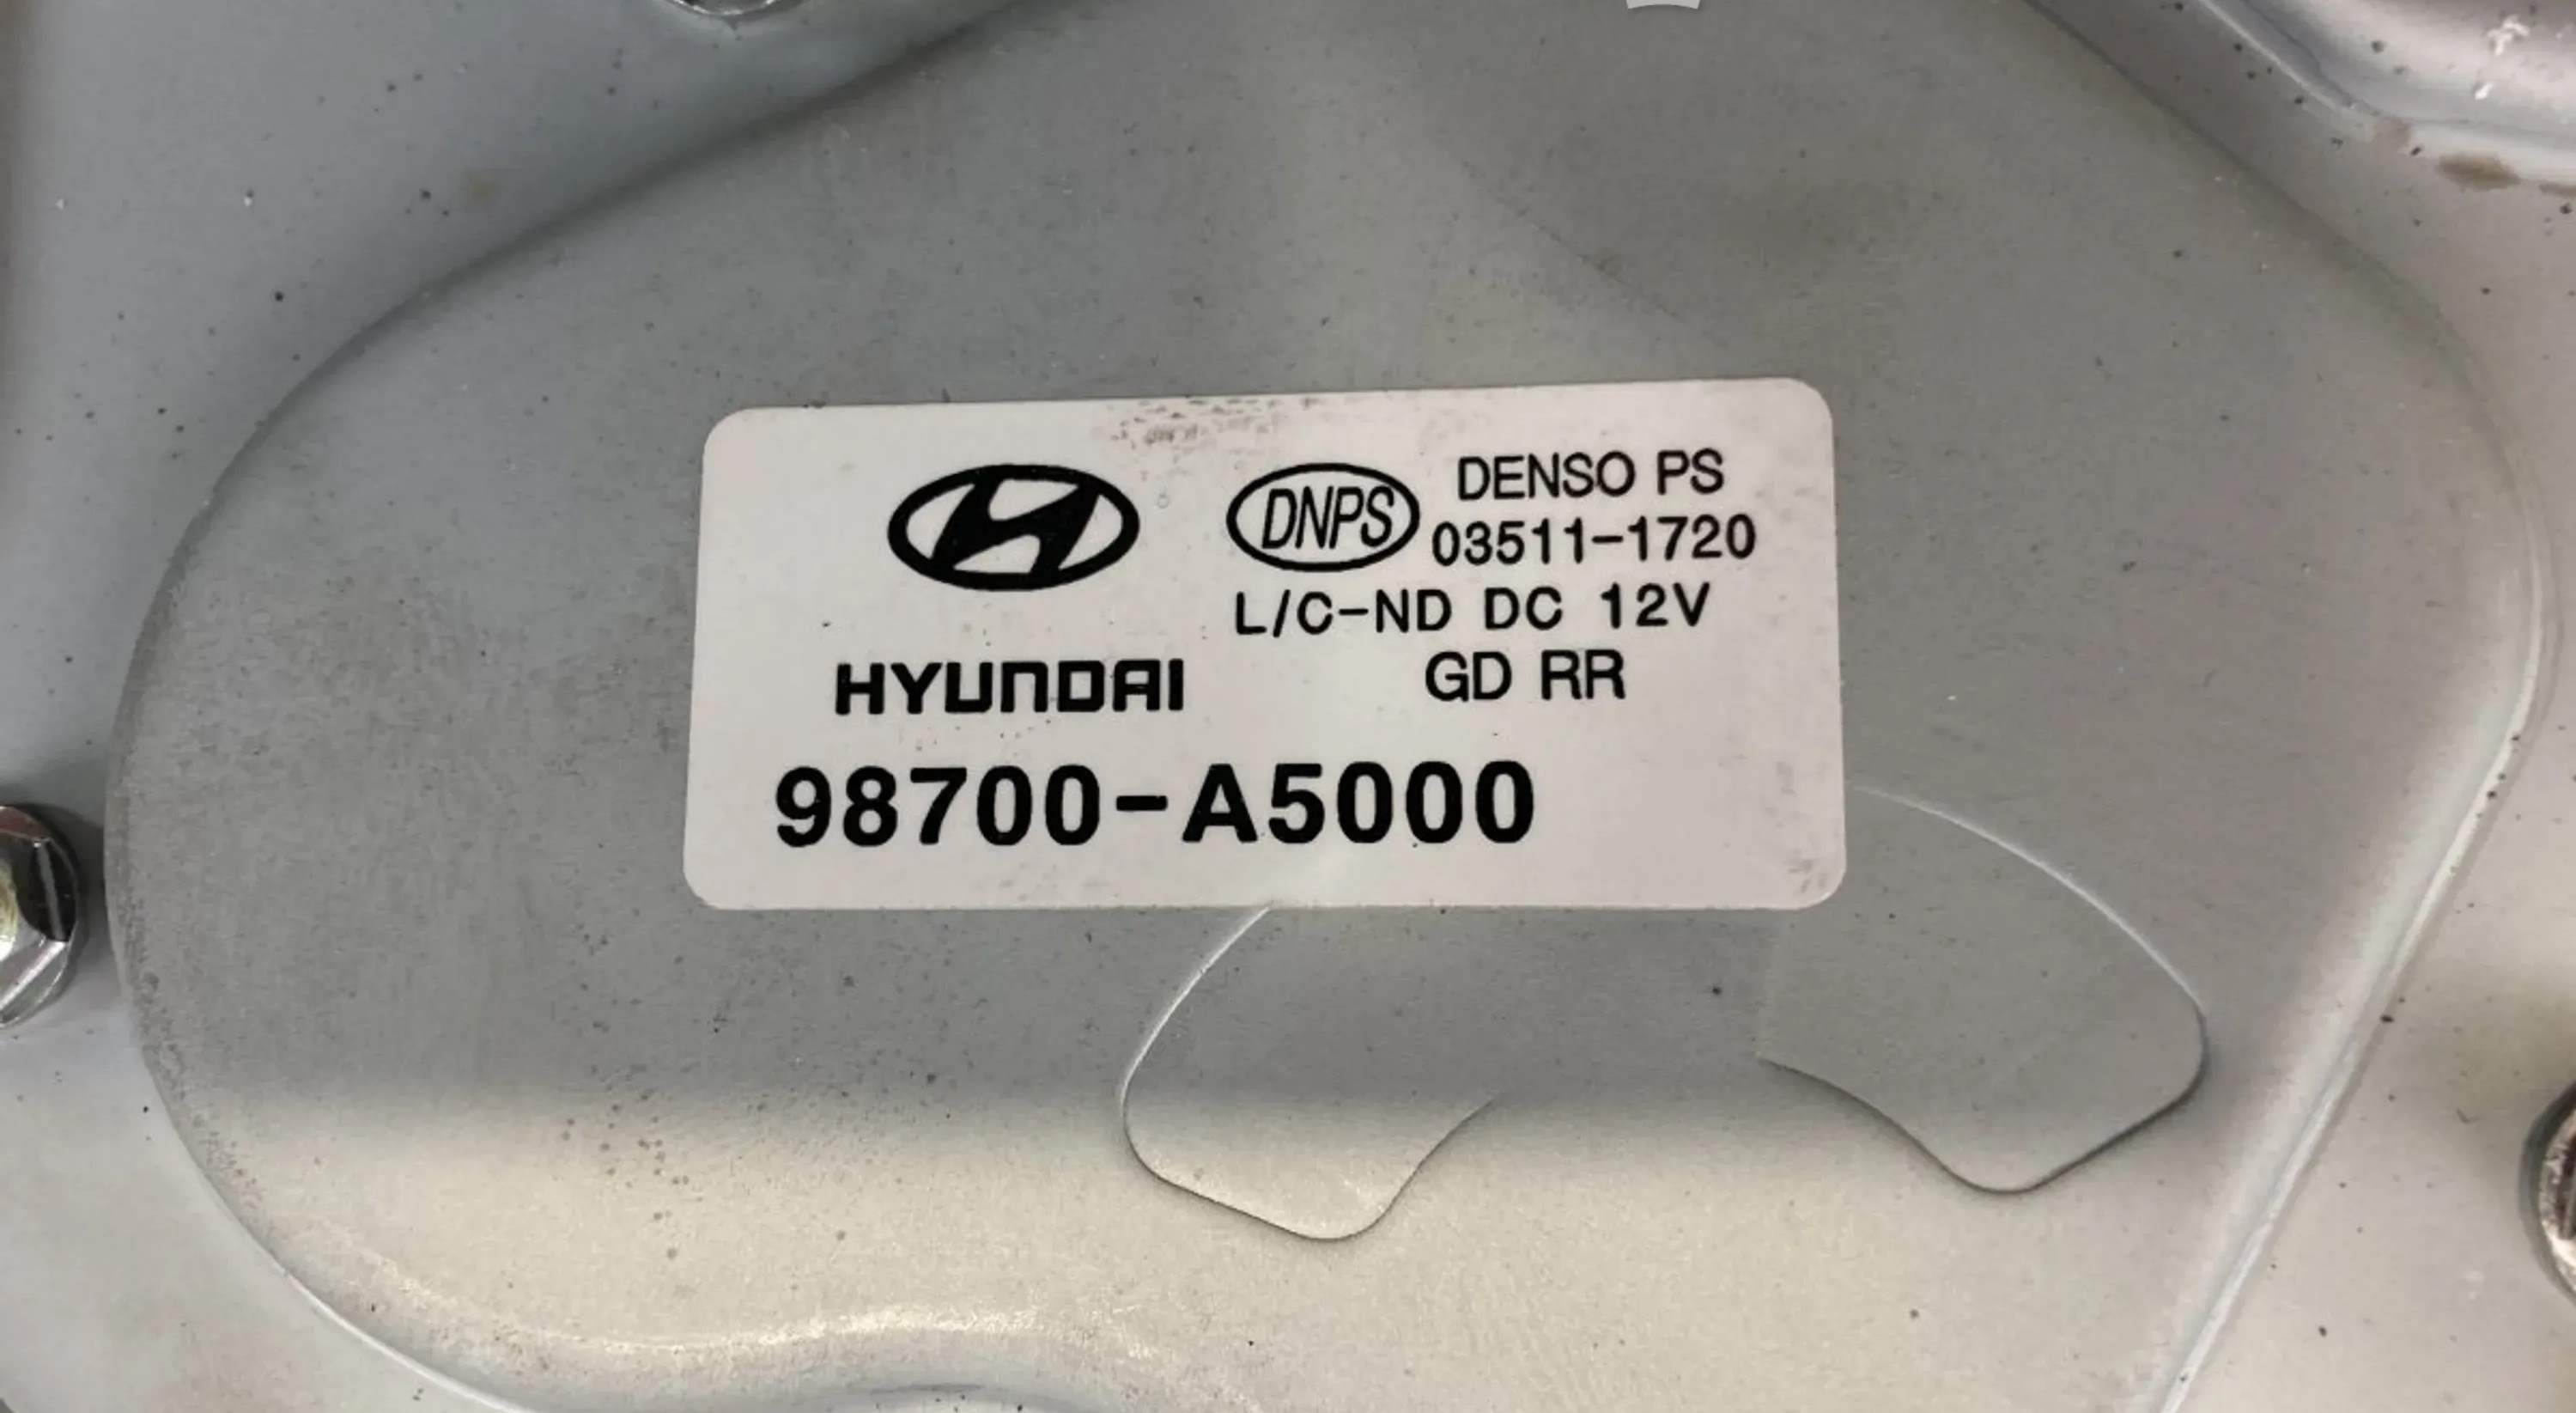 DNPS DENSO PS
03511-1720
L/C-ND DC 12V
HYUNDAI GD RR
98700-A5000